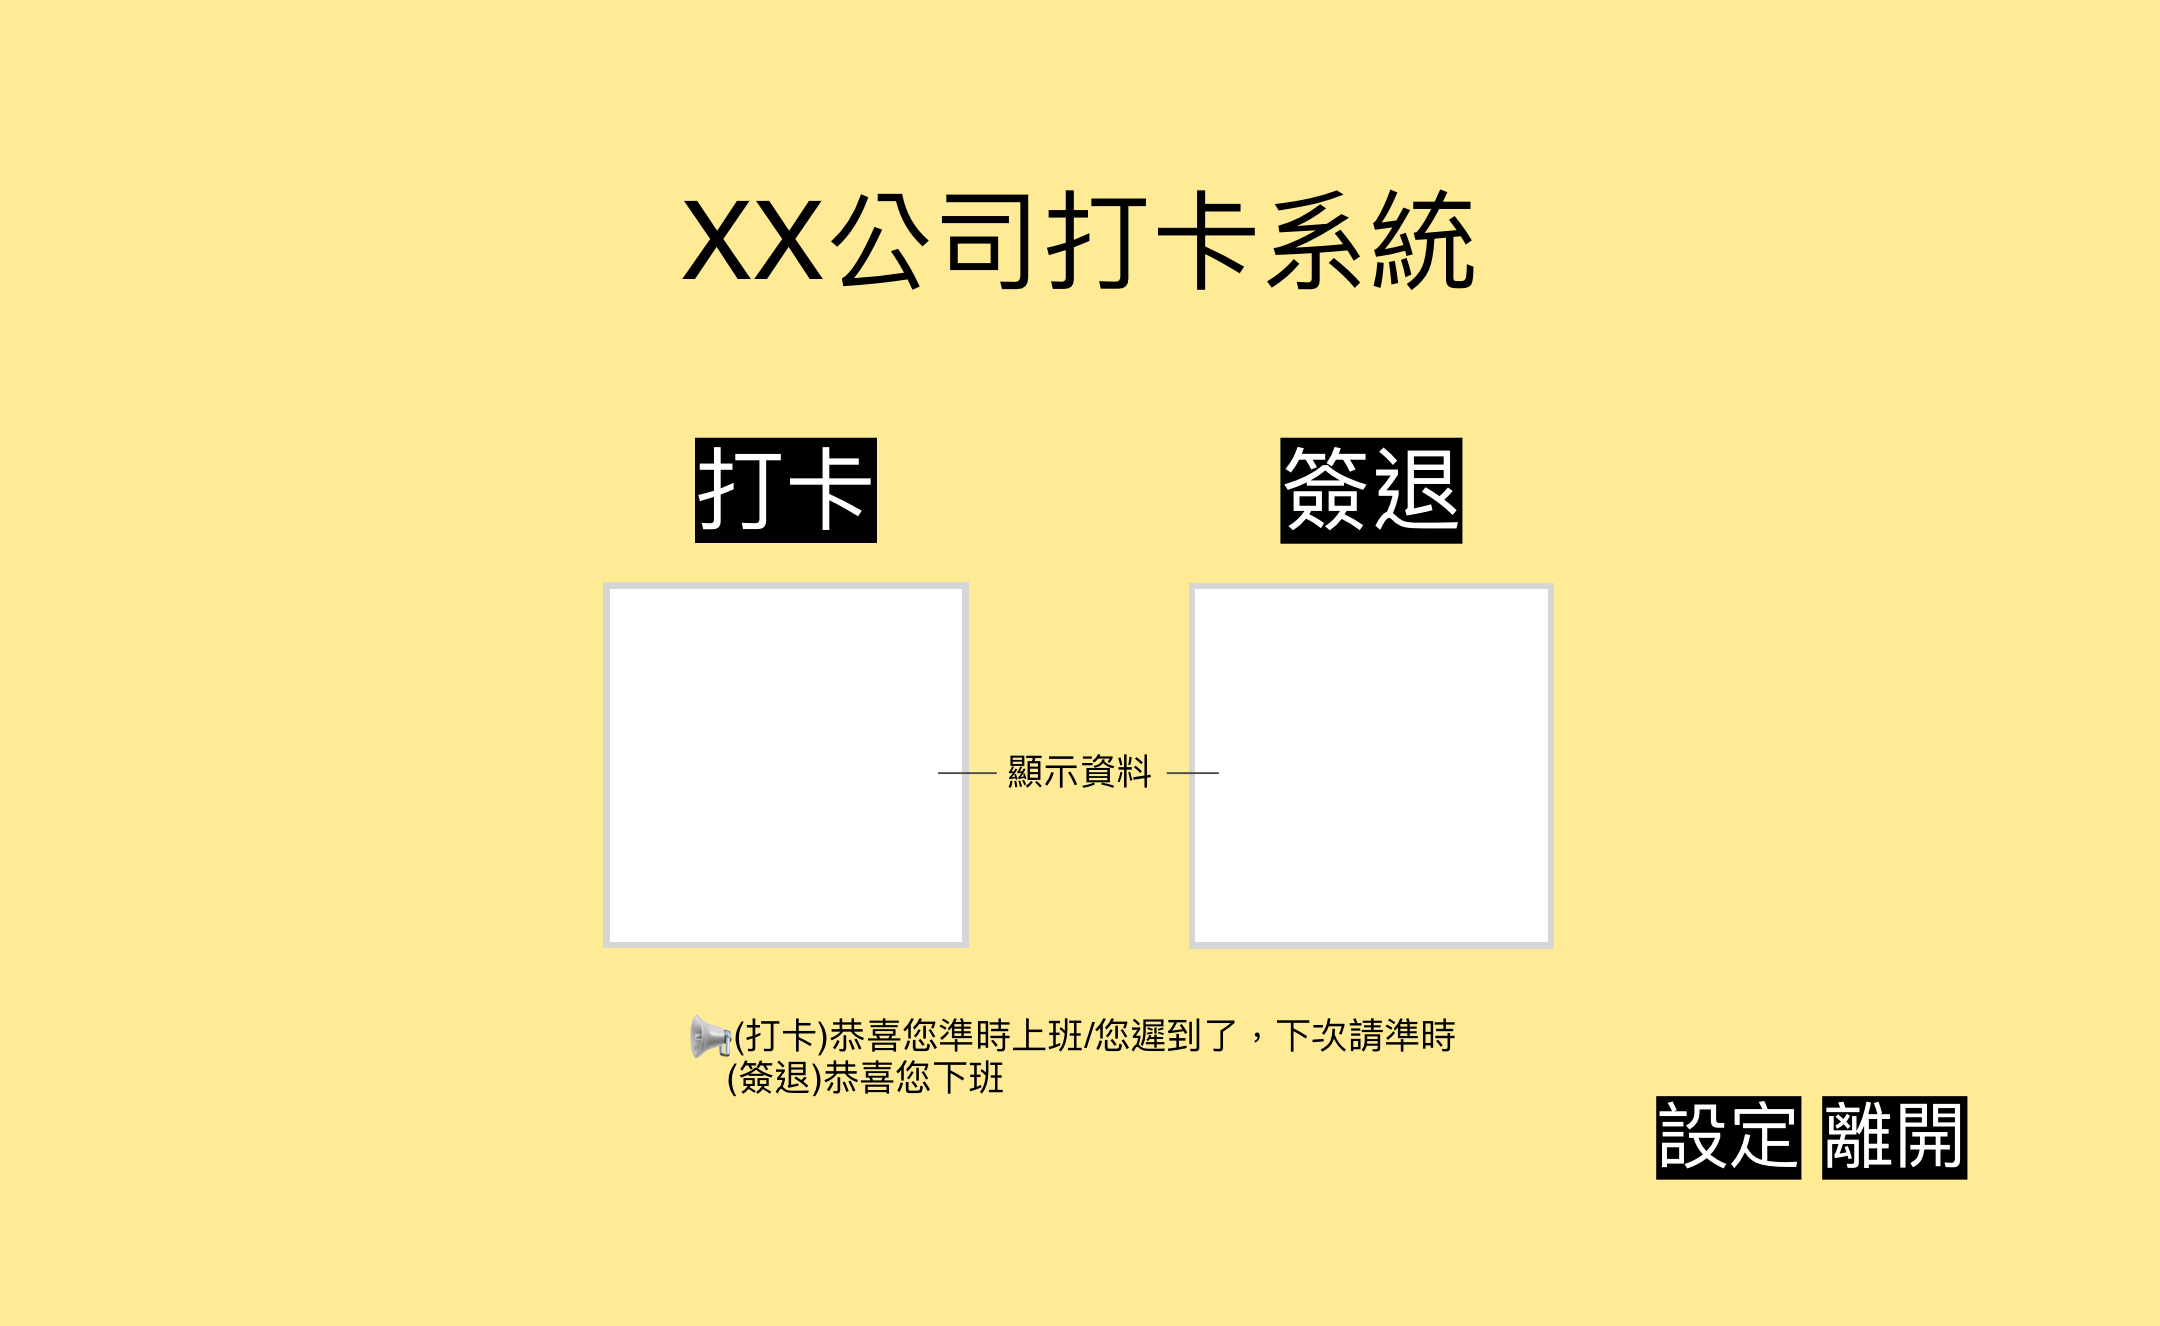 XX公司打卡系統
打卡
簽退
顯示資料
(打卡)恭喜您準時上班/您遲到了，下次請準時
(簽退)恭喜您下班
設定
離開